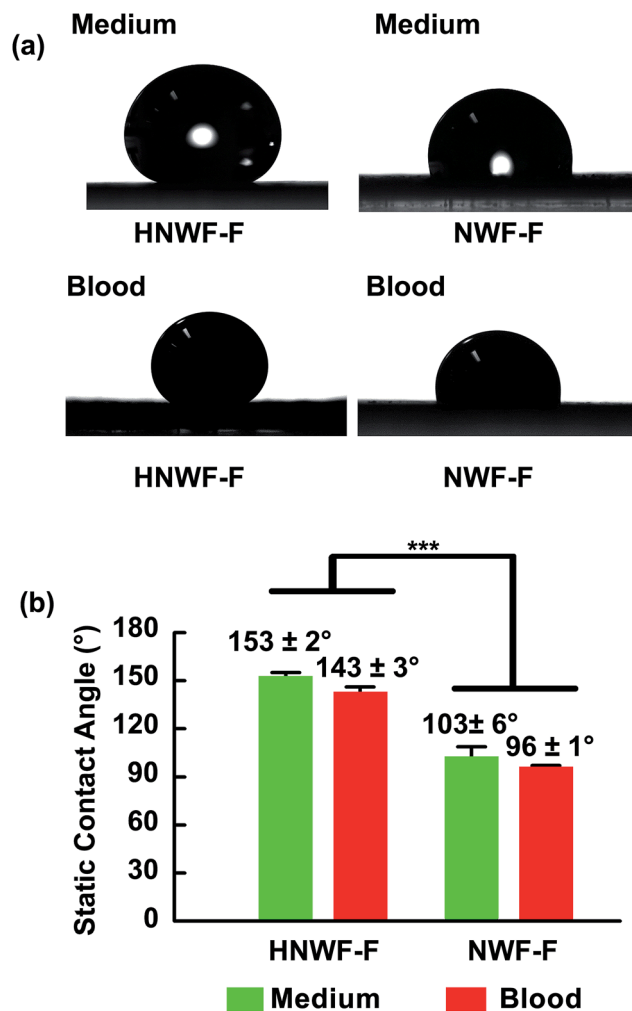 (a)
Medium
Medium
HNWF-F
NWF-F
Blood
Blood
HNWF-F
NWF-F
(b)
***
Static Contact Angle (°)
180
150
120
90
60
30
0
153 ± 2°
143 ± 3°
103± 6°
96 ± 1°
HNWF-F
NWF-F
Medium
Blood